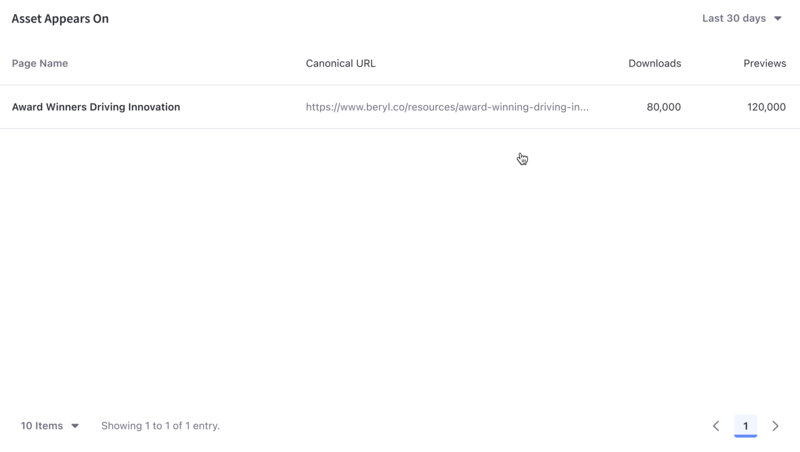 Asset Appears On
Last 30 days
Page Name Canonical URL Downloads Previews
Award Winners Driving Innovation https://www.beryl.co/resources/award-winning-driving-in... 80,000 120,000
10 Items Showing 1 to 1 of 1 entry. 1